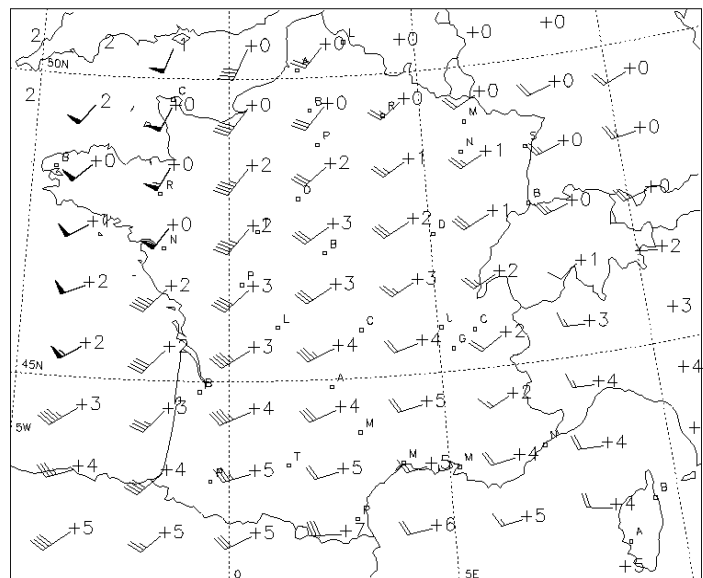 2 2 1 +0 +0 L +0 +0 +0
50N A +0 +0
2 2 C +0 +0 B +0 R +0 +0 M
P N S +0 +0
B +0 +0 R +2 +2 +1 +1
O B +0 +0
N +0 T +3 +2 D +1
B +2
P +2 +2 +3 +3 +3 +2 +1
L C L C +3 +3
+2 +2 +3 +4 +4 G +2
45N +4
B A +2 +4
5W +3 +3 +4 +4 +5
M N +4 +4
+4 +4 P +5 T +5 M M
B
+5 +5 +5 +7 P +6 +5 +4
A
0 5E +5